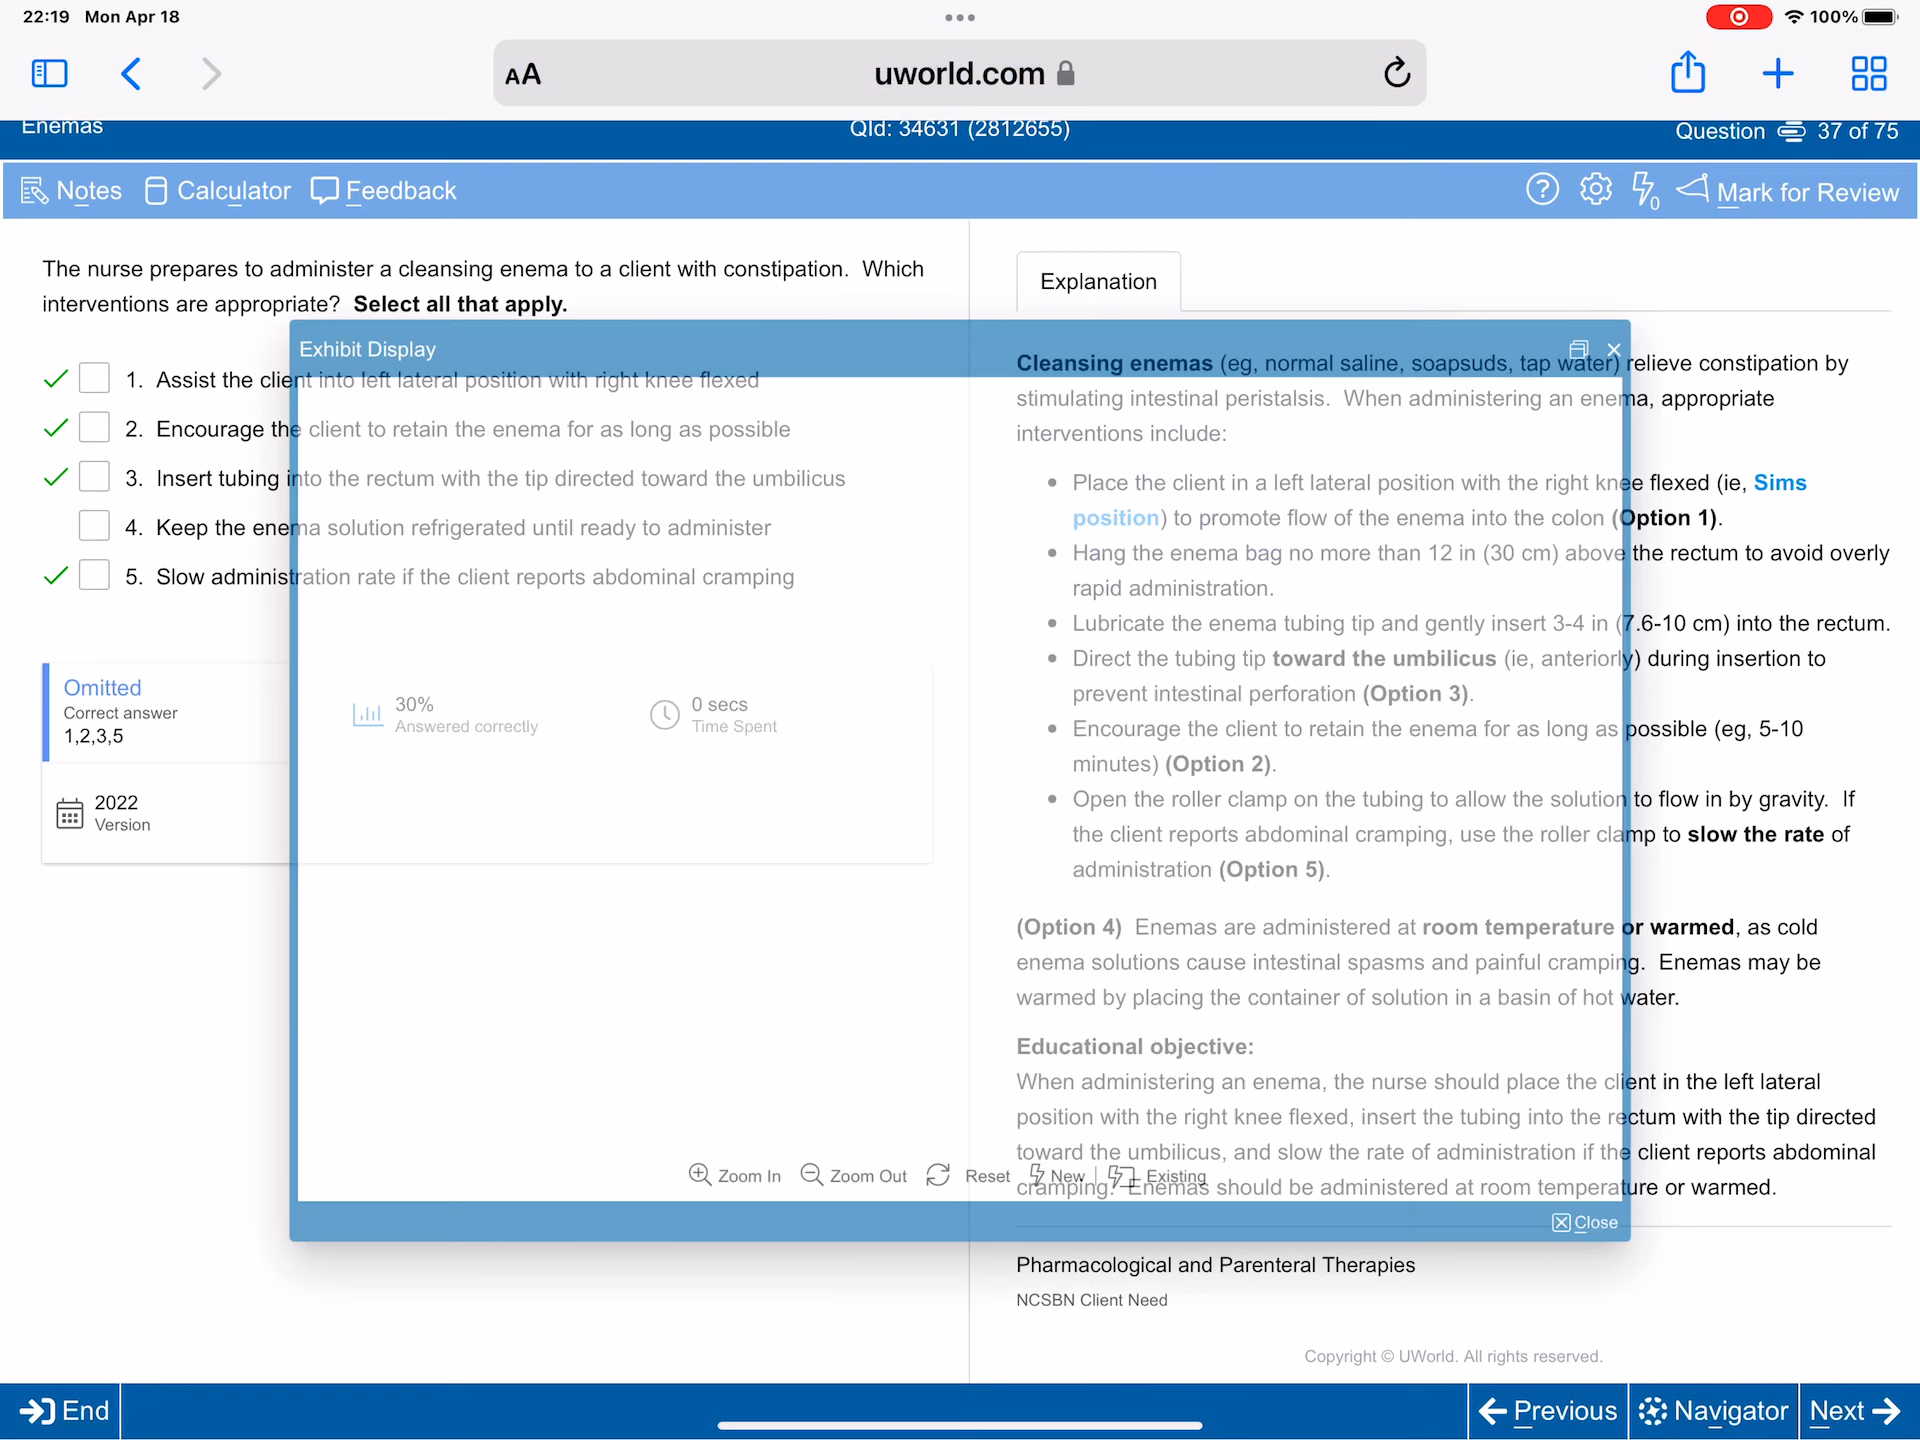 22:19 Mon Apr 18
100%
AA
uworld.com
Enemas
QId: 34631 (2812655)
Question 37 of 75
Notes
Calculator
Feedback
0
Mark for Review
The nurse prepares to administer a cleansing enema to a client with constipation. Which
interventions are appropriate? Select all that apply.
1. Assist the client into left lateral position with right knee flexed
2. Encourage the client to retain the enema for as long as possible
3. Insert tubing into the rectum with the tip directed toward the umbilicus
4. Keep the enema solution refrigerated until ready to administer
5. Slow administration rate if the client reports abdominal cramping
Omitted
Correct answer
1,2,3,5
30%
Answered correctly
0 secs
Time Spent
2022
Version
Exhibit Display
Explanation
Cleansing enemas (eg, normal saline, soapsuds, tap water) relieve constipation by
stimulating intestinal peristalsis. When administering an enema, appropriate
interventions include:
• Place the client in a left lateral position with the right knee flexed (ie, Sims
position) to promote flow of the enema into the colon (Option 1).
• Hang the enema bag no more than 12 in (30 cm) above the rectum to avoid overly
rapid administration.
• Lubricate the enema tubing tip and gently insert 3-4 in (7.6-10 cm) into the rectum.
• Direct the tubing tip toward the umbilicus (ie, anteriorly) during insertion to
prevent intestinal perforation (Option 3).
• Encourage the client to retain the enema for as long as possible (eg, 5-10
minutes) (Option 2).
• Open the roller clamp on the tubing to allow the solution to flow in by gravity. If
the client reports abdominal cramping, use the roller clamp to slow the rate of
administration (Option 5).
(Option 4) Enemas are administered at room temperature or warmed, as cold
enema solutions cause intestinal spasms and painful cramping. Enemas may be
warmed by placing the container of solution in a basin of hot water.
Educational objective:
When administering an enema, the nurse should place the client in the left lateral
position with the right knee flexed, insert the tubing into the rectum with the tip directed
toward the umbilicus, and slow the rate of administration if the client reports abdominal
cramping. Enemas should be administered at room temperature or warmed.
Zoom In
Zoom Out
Reset
New
Existing
Close
Pharmacological and Parenteral Therapies
NCSBN Client Need
Copyright © UWorld. All rights reserved.
End
Previous
Navigator
Next